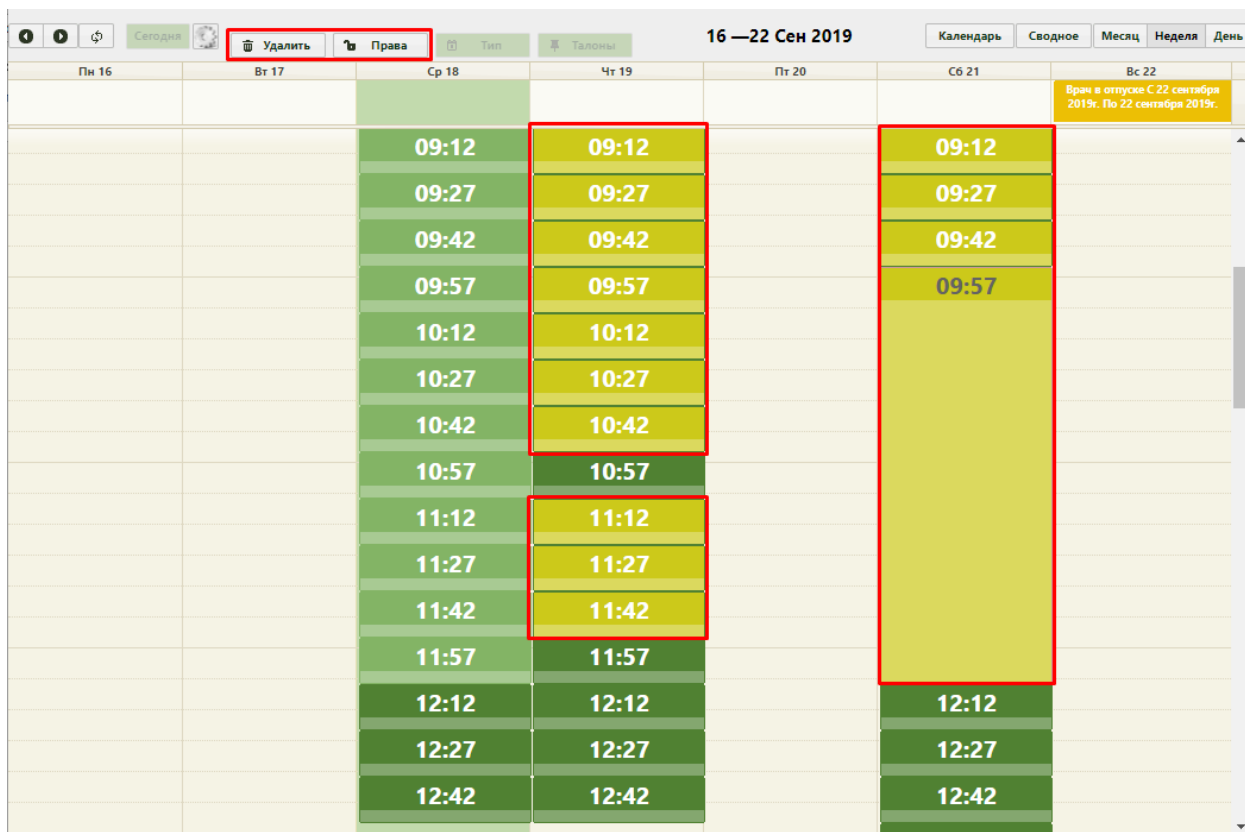 Сегодня Удалить Права Тип Талоны 16 —22 Сен 2019 Календарь Сводное Месяц Неделя День
Пн 16 Вт 17 Ср 18 Чт 19 Пт 20 Сб 21 Вс 22
Врач в отпуске С 22 сентября
2019г. По 22 сентября 2019г.
09:12 09:12 09:12
09:27 09:27 09:27
09:42 09:42 09:42
09:57 09:57 09:57
10:12 10:12
10:27 10:27
10:42 10:42
10:57 10:57
11:12 11:12
11:27 11:27
11:42 11:42
11:57 11:57
12:12 12:12 12:12
12:27 12:27 12:27
12:42 12:42 12:42